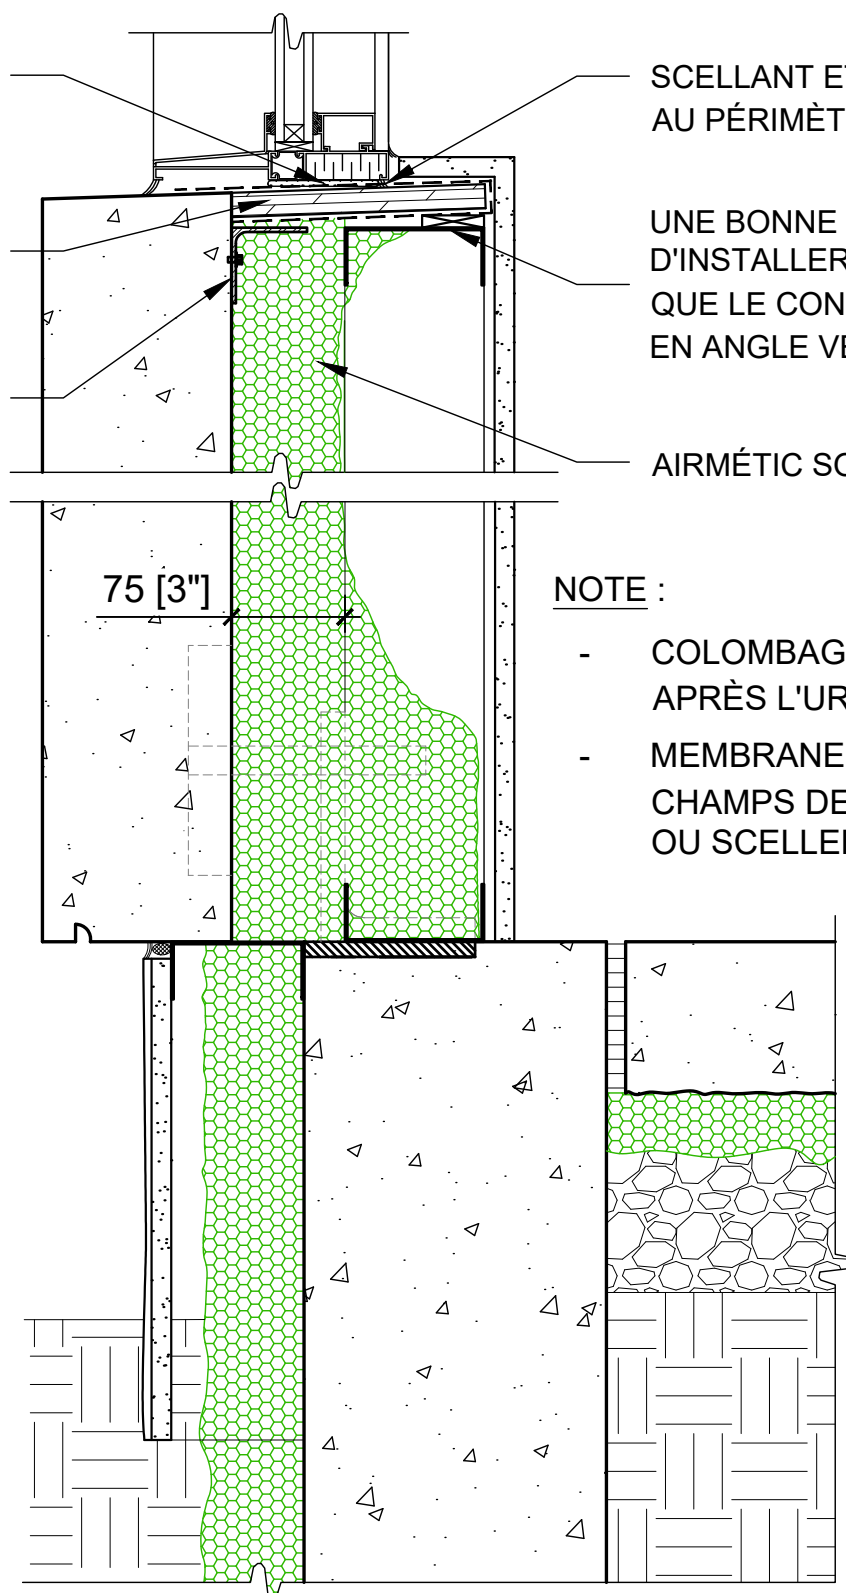 SCELLANT ET
AU PÉRIMÈT
UNE BONNE
D'INSTALLER
QUE LE CON
EN ANGLE VE
AIRMÉTIC SO
75 [3"]
NOTE :
- COLOMBAG
APRÈS L'UR
- MEMBRANE
CHAMPS DE
OU SCELLER